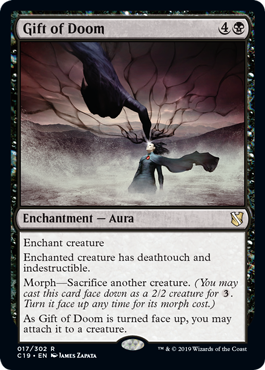 Gift of Doom 4
Enchantment — Aura
Enchant creature
Enchanted creature has deathtouch and
indestructible.
Morph—Sacrifice another creature. (You may
cast this card face down as a 2/2 creature for 3.
Turn it face up any time for its morph cost.)
As Gift of Doom is turned face up, you may
attach it to a creature.
017/302 R
C19 • EN James Zapata
™ & © 2019 Wizards of the Coast